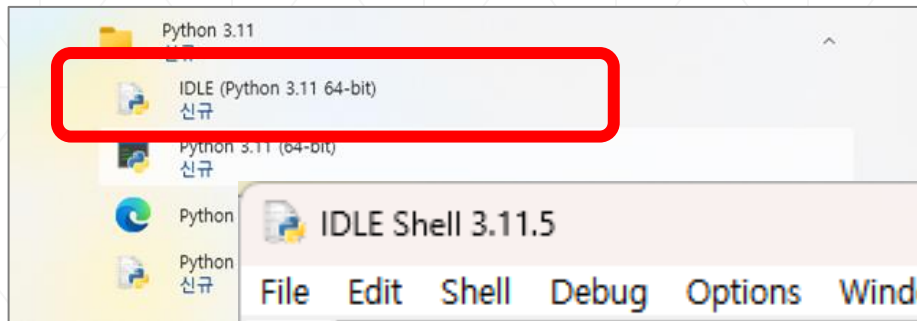 Python 3.11
신규
IDLE (Python 3.11 64-bit)
신규
Python 3.11 (64-bit)
신규
Python
Python
신규
IDLE Shell 3.11.5
File Edit Shell Debug Options Wind